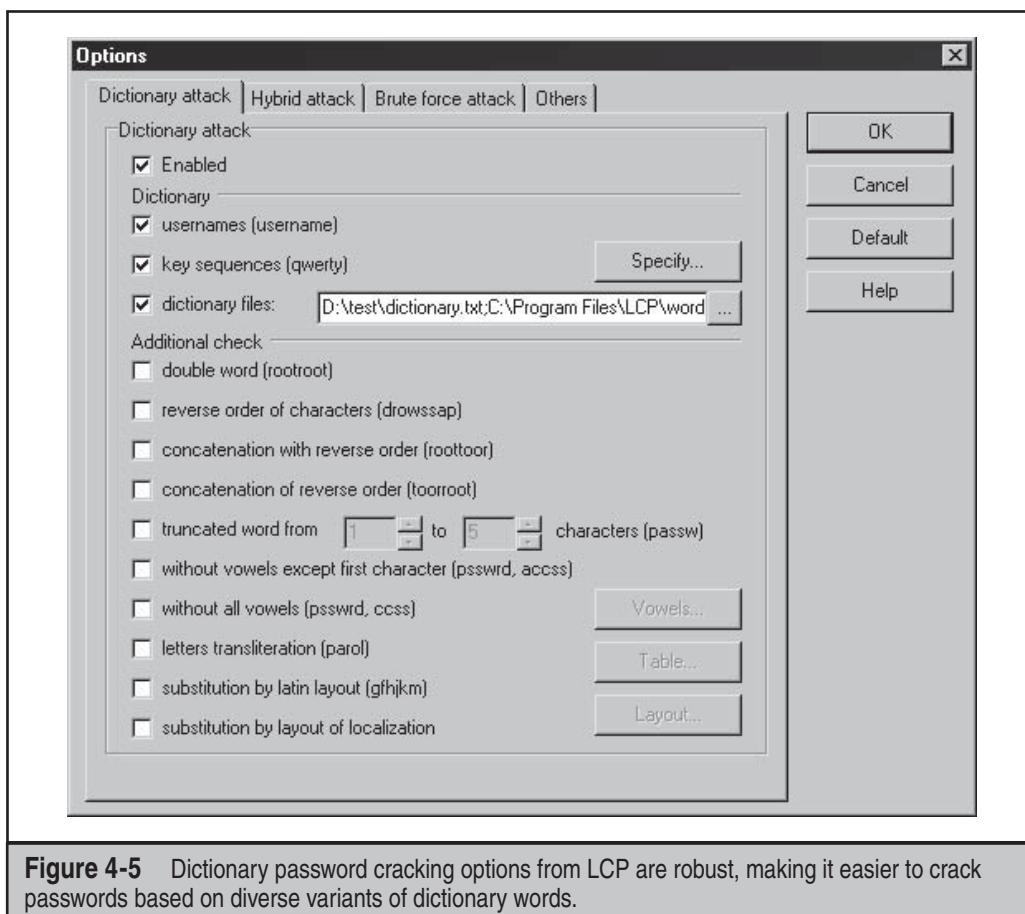 Options
Dictionary attack Hybrid attack Brute force attack Others
OK
Cancel
Default
Help
Dictionary attack
Enabled
Dictionary
usernames (username)
key sequences (qwerty)
Specify...
dictionary files: D:\test\dictionary.txt;C:\Program Files\LCP\word ...
Additional check
double word (rootroot)
reverse order of characters (drowssap)
concatenation with reverse order (roottoor)
concatenation of reverse order (toorroot)
truncated word from 1 to 5 characters (passw)
without vowels except first character (psswrd, accss)
without all vowels (psswrd, ccss)
Vowels...
letters transliteration (parol)
Table...
substitution by latin layout (gfhjkm)
Layout...
substitution by layout of localization
Figure 4-5 Dictionary password cracking options from LCP are robust, making it easier to crack
passwords based on diverse variants of dictionary words.